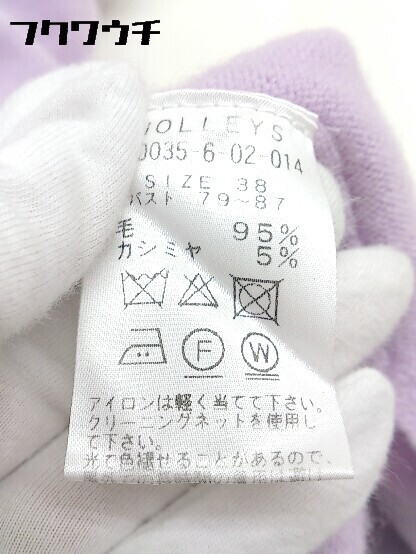 フクワウチ
JOLLEYS
0035-6-02-014
SIZE 38
バスト 79~87
毛 95%
カシミヤ 5%
F W
アイロンは軽く当てて下さい。
クリーニングネットを使用し
て下さい。
光で色褪せることがあるので、